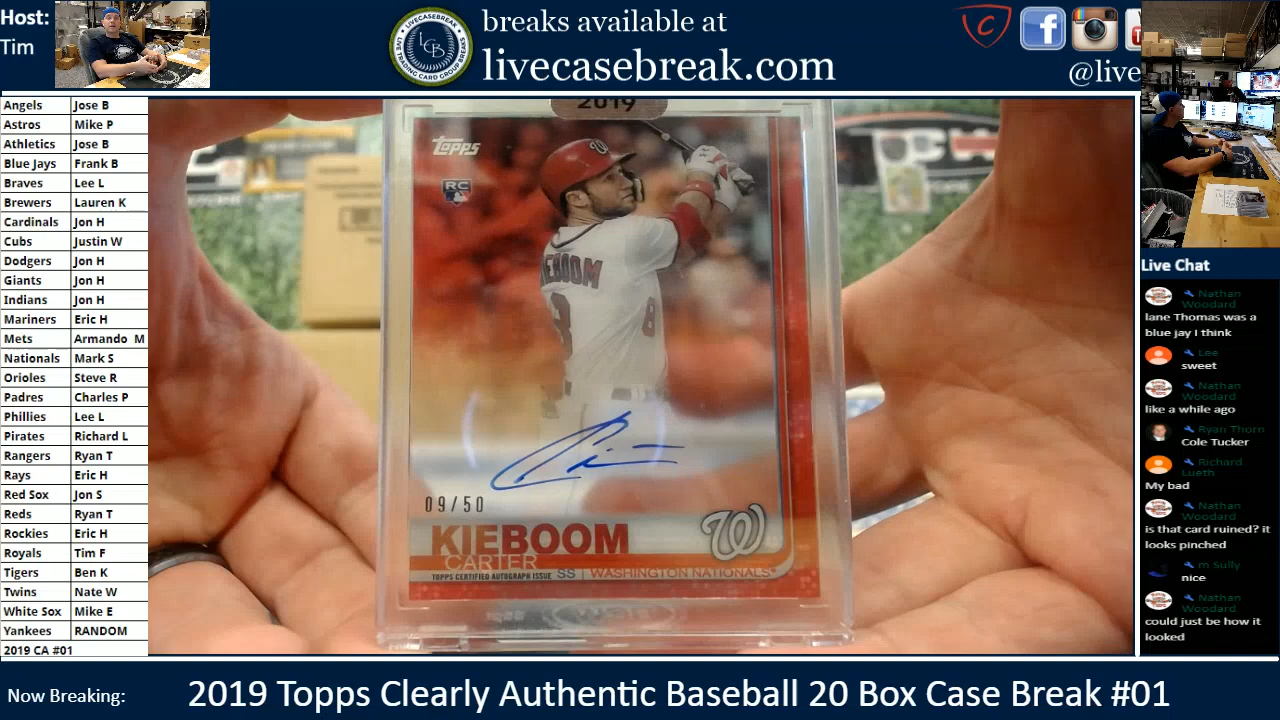 Host:
Tim
breaks available at
livecasebreak.com
@live
Angels Jose B
Astros Mike P
Athletics Jose B
Blue Jays Frank B
Braves Lee L
Brewers Lauren K
Cardinals Jon H
Cubs Justin W
Dodgers Jon H
Giants Jon H
Indians Jon H
Mariners Eric H
Mets Armando M
Nationals Mark S
Orioles Steve R
Padres Charles P
Phillies Lee L
Pirates Richard L
Rangers Ryan T
Rays Eric H
Red Sox Jon S
Reds Ryan T
Rockies Eric H
Royals Tim F
Tigers Ben K
Twins Nate W
White Sox Mike E
Yankees RANDOM
2019 CA #01
2019
Topps
RC
KIEBOOM
8
8
09/50
KIEBOOM
CARTER
TOPPS CERTIFIED AUTOGRAPH ISSUE SS | WASHINGTON NATIONALS
W
Live Chat
Nathan
Woodard
lane Thomas was a
blue jay I think
Lee
sweet
Nathan
Woodard
like a while ago
Ryan Thorn
Cole Tucker
Richard
Lueth
My bad
Nathan
Woodard
is that card ruined? it
looks pinched
m Sully
nice
Nathan
Woodard
could just be how it
looked
Now Breaking:
2019 Topps Clearly Authentic Baseball 20 Box Case Break #01